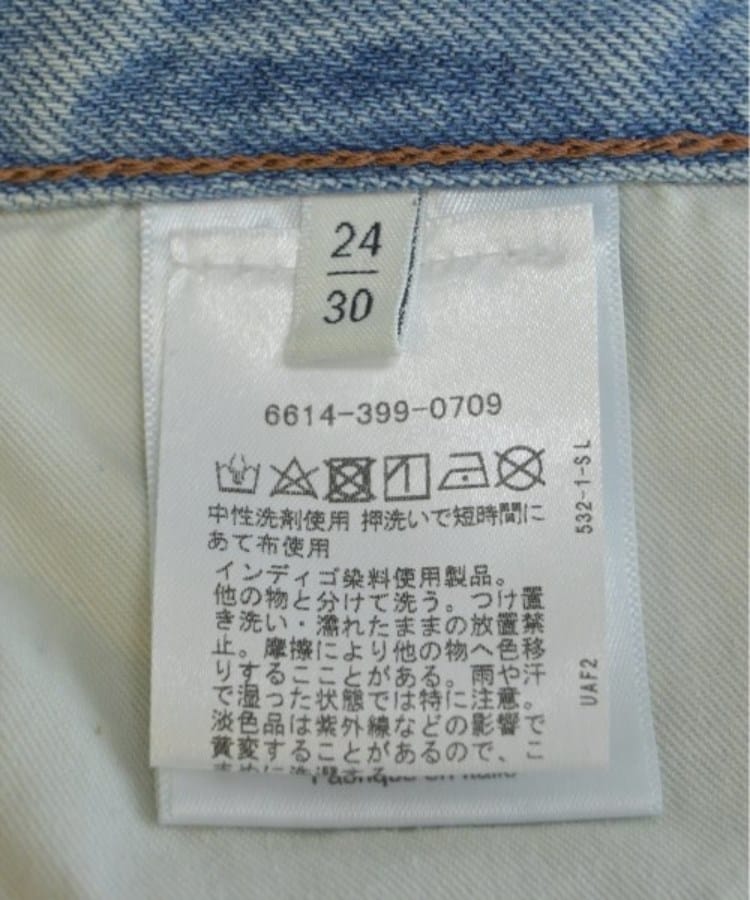 24
30
6614-399-0709
中性洗剤使用 押洗いで短時間に
あて布使用
インディゴ染料使用製品。
他の物と分けて洗う。つけ置
き洗い・濡れたままの放置禁
止。摩擦により他の物へ色移
りするこことがある。雨や汗
で湿った状態では特に注意。
淡色品は紫外線などの影響で
黄変することがあるので、こ
532-1-SL
UAF2